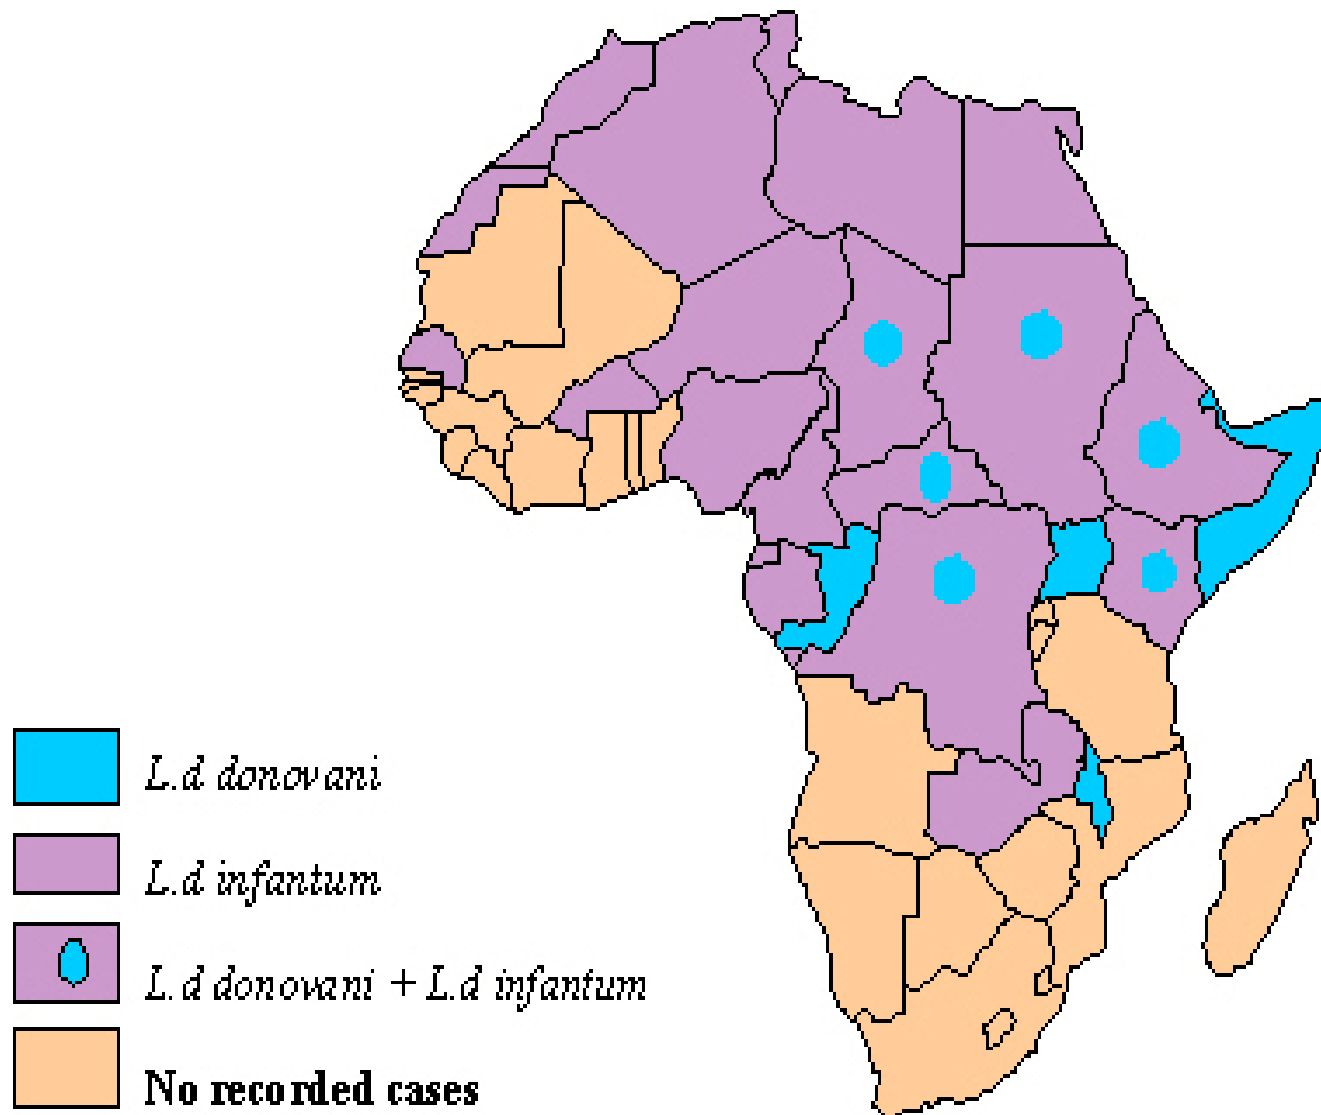 L.d donovani
L.d infantum
L.d donovani + L.d infantum
No recorded cases